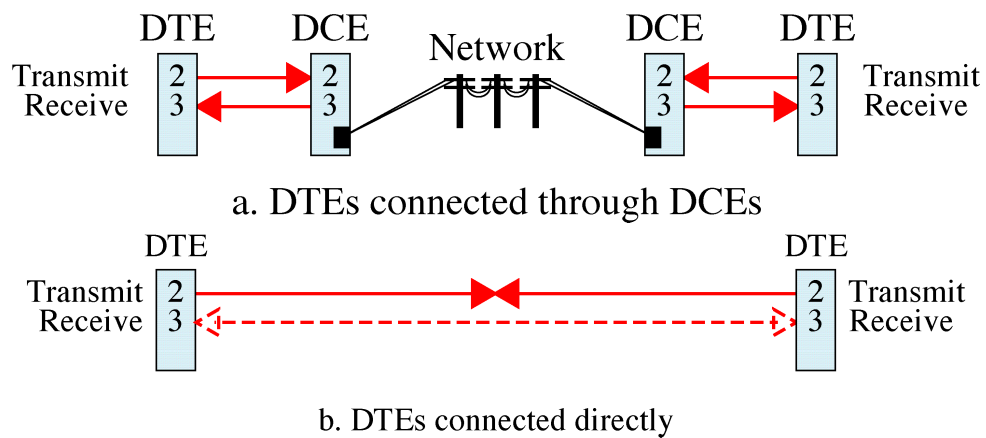 DTE DCE Network DCE DTE
Transmit 2 2 2 2 Transmit
Receive 3 3 3 3 Receive
a. DTEs connected through DCEs
DTE DTE
Transmit 2 2 Transmit
Receive 3 3 Receive
b. DTEs connected directly